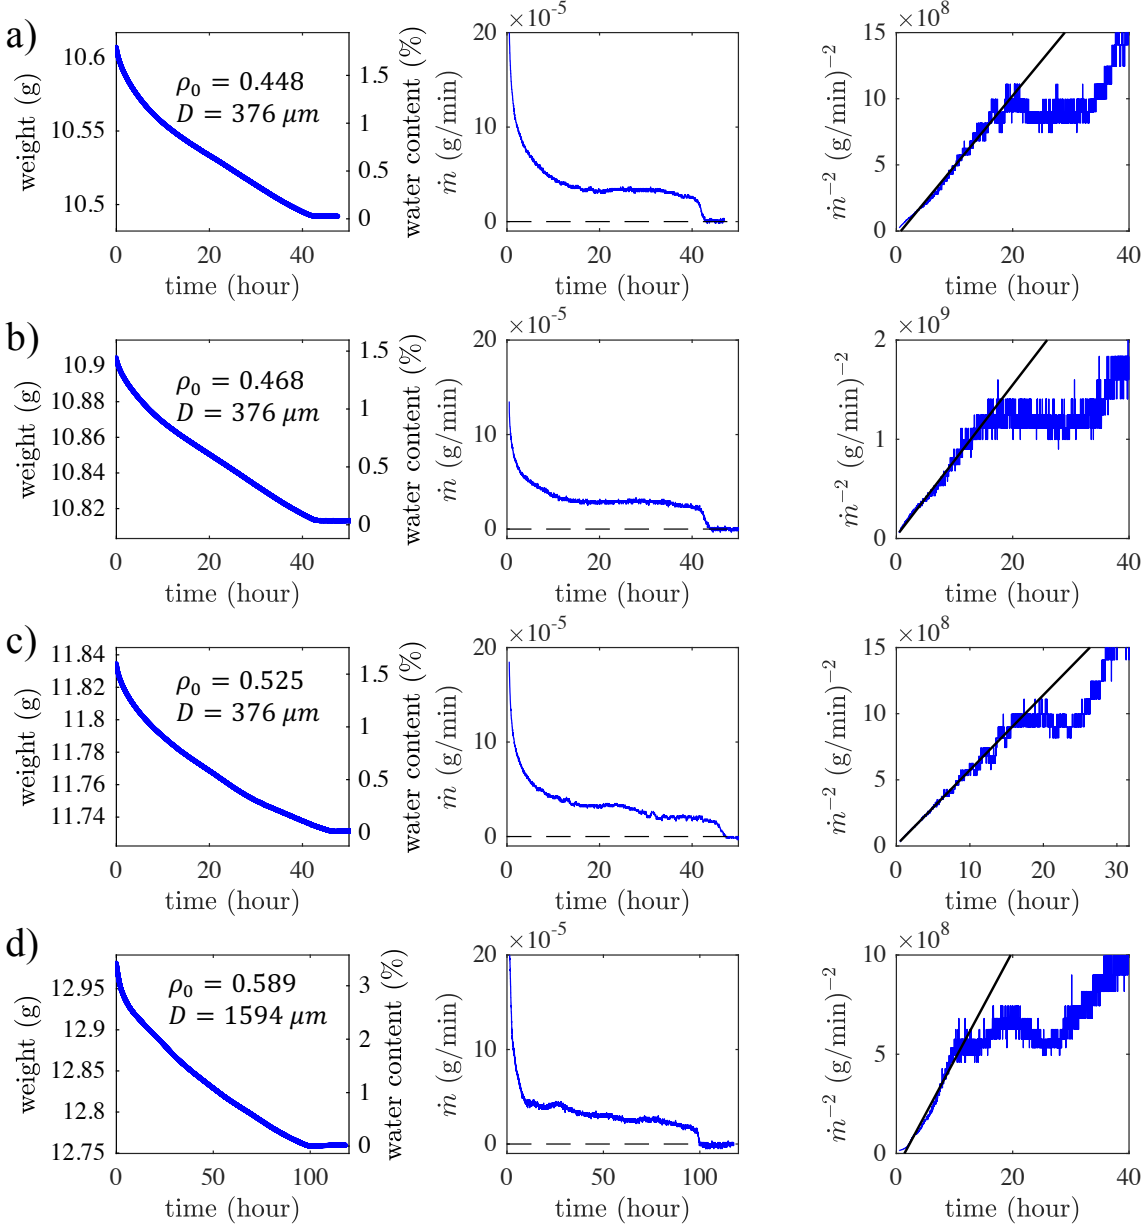 a)
10.6
10.55
10.5
weight (g)
ρ₀ = 0.448
D = 376 μm
1.5
1
0.5
0
water content (%)
0 20 40
time (hour)
×10⁻⁵
20
10
0
ṁ (g/min)
0 20 40
time (hour)
×10⁸
15
10
5
0
ṁ⁻² (g/min)⁻²
0 20 40
time (hour)
b)
10.9
10.88
10.86
10.84
10.82
weight (g)
ρ₀ = 0.468
D = 376 μm
1.5
1
0.5
0
water content (%)
0 20 40
time (hour)
×10⁻⁵
20
10
0
ṁ (g/min)
0 20 40
time (hour)
×10⁹
2
1
0
ṁ⁻² (g/min)⁻²
0 20 40
time (hour)
c)
11.84
11.82
11.8
11.78
11.76
11.74
weight (g)
ρ₀ = 0.525
D = 376 μm
1.5
1
0.5
0
water content (%)
0 20 40
time (hour)
×10⁻⁵
20
10
0
ṁ (g/min)
0 20 40
time (hour)
×10⁸
15
10
5
0
ṁ⁻² (g/min)⁻²
0 10 20 30
time (hour)
d)
12.95
12.9
12.85
12.8
12.75
weight (g)
ρ₀ = 0.589
D = 1594 μm
3
2
1
0
water content (%)
0 50 100
time (hour)
×10⁻⁵
20
10
0
ṁ (g/min)
0 50 100
time (hour)
×10⁸
10
5
0
ṁ⁻² (g/min)⁻²
0 20 40
time (hour)